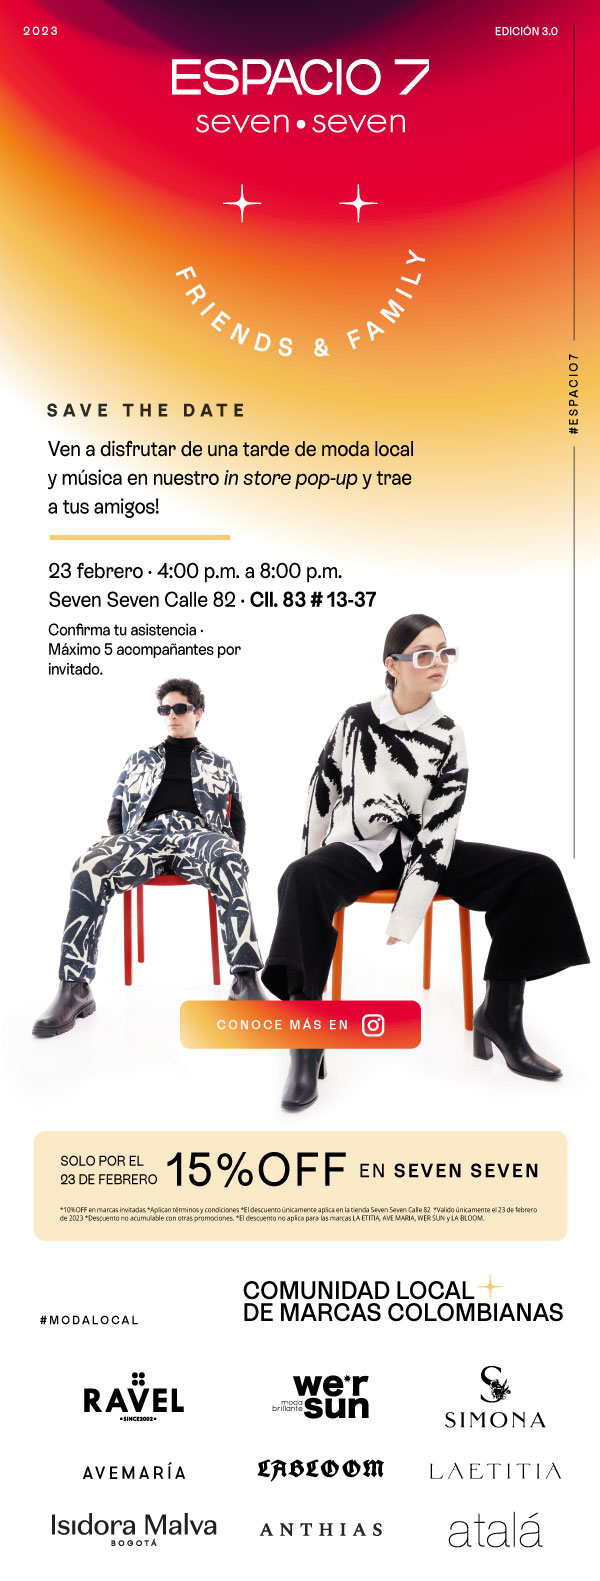 2023
EDICIÓN 3.0
ESPACIO 7
seven•seven
FRIENDS & FAMILY
#ESPACIO7
SAVE THE DATE
Ven a disfrutar de una tarde de moda local
y música en nuestro in store pop-up y trae
a tus amigos!
23 febrero · 4:00 p.m. a 8:00 p.m.
Seven Seven Calle 82 · Cll. 83 # 13-37
Confirma tu asistencia ·
Máximo 5 acompañantes por
invitado.
CONOCE MÁS EN
SOLO POR EL
23 DE FEBRERO
15%OFF EN SEVEN SEVEN
*10%OFF en marcas invitadas *Aplican términos y condiciones *El descuento únicamente aplica en la tienda Seven Seven Calle 82 *Valido únicamente el 23 de febrero
de 2023 *Descuento no acumulable con otras promociones. *El descuento no aplica para las marcas LA ETITIA, AVE MARIA, WER SUN y LA BLOOM.
COMUNIDAD LOCAL
DE MARCAS COLOMBIANAS
#MODALOCAL
RAVEL
•SINCE2002•
we'r
moda
brillante
sun
S
SIMONA
AVEMARÍA
LABLOOM
LAETITIA
Isidora Malva
BOGOTÁ
ANTHIAS
atalá